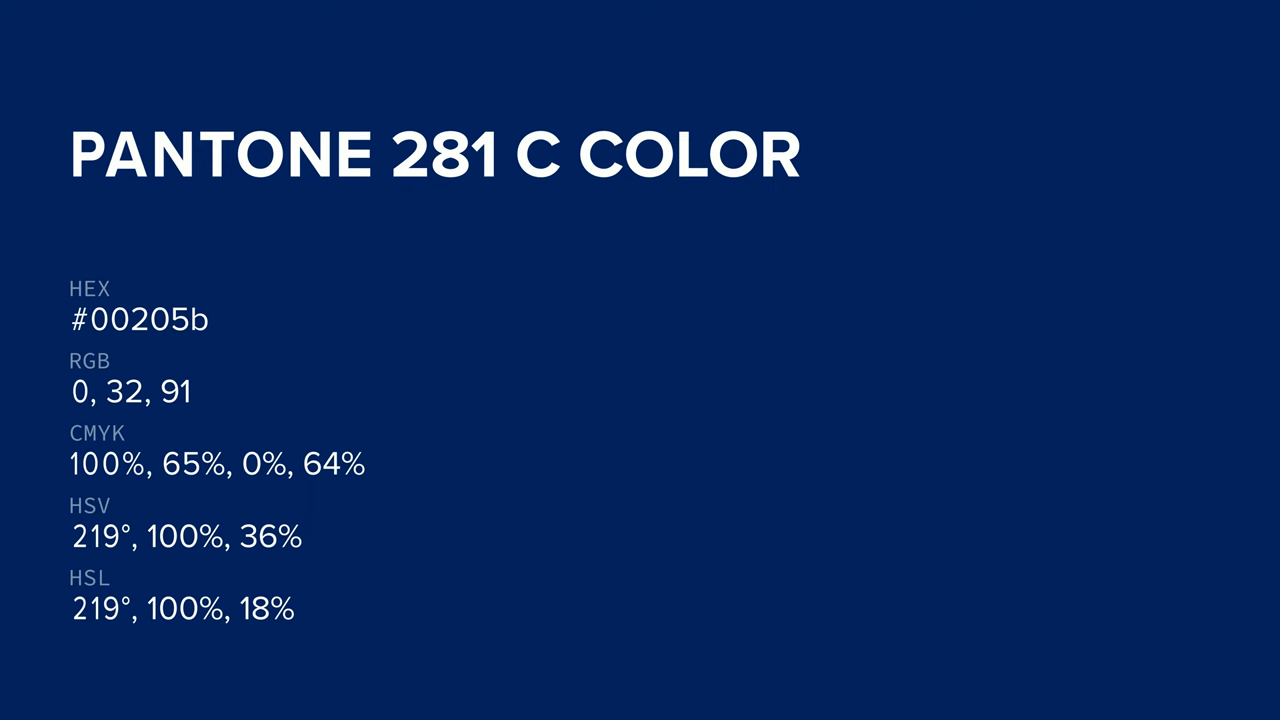 PANTONE 281 C COLOR
HEX
#00205b
RGB
0, 32, 91
CMYK
100%, 65%, 0%, 64%
HSV
219°, 100%, 36%
HSL
219°, 100%, 18%